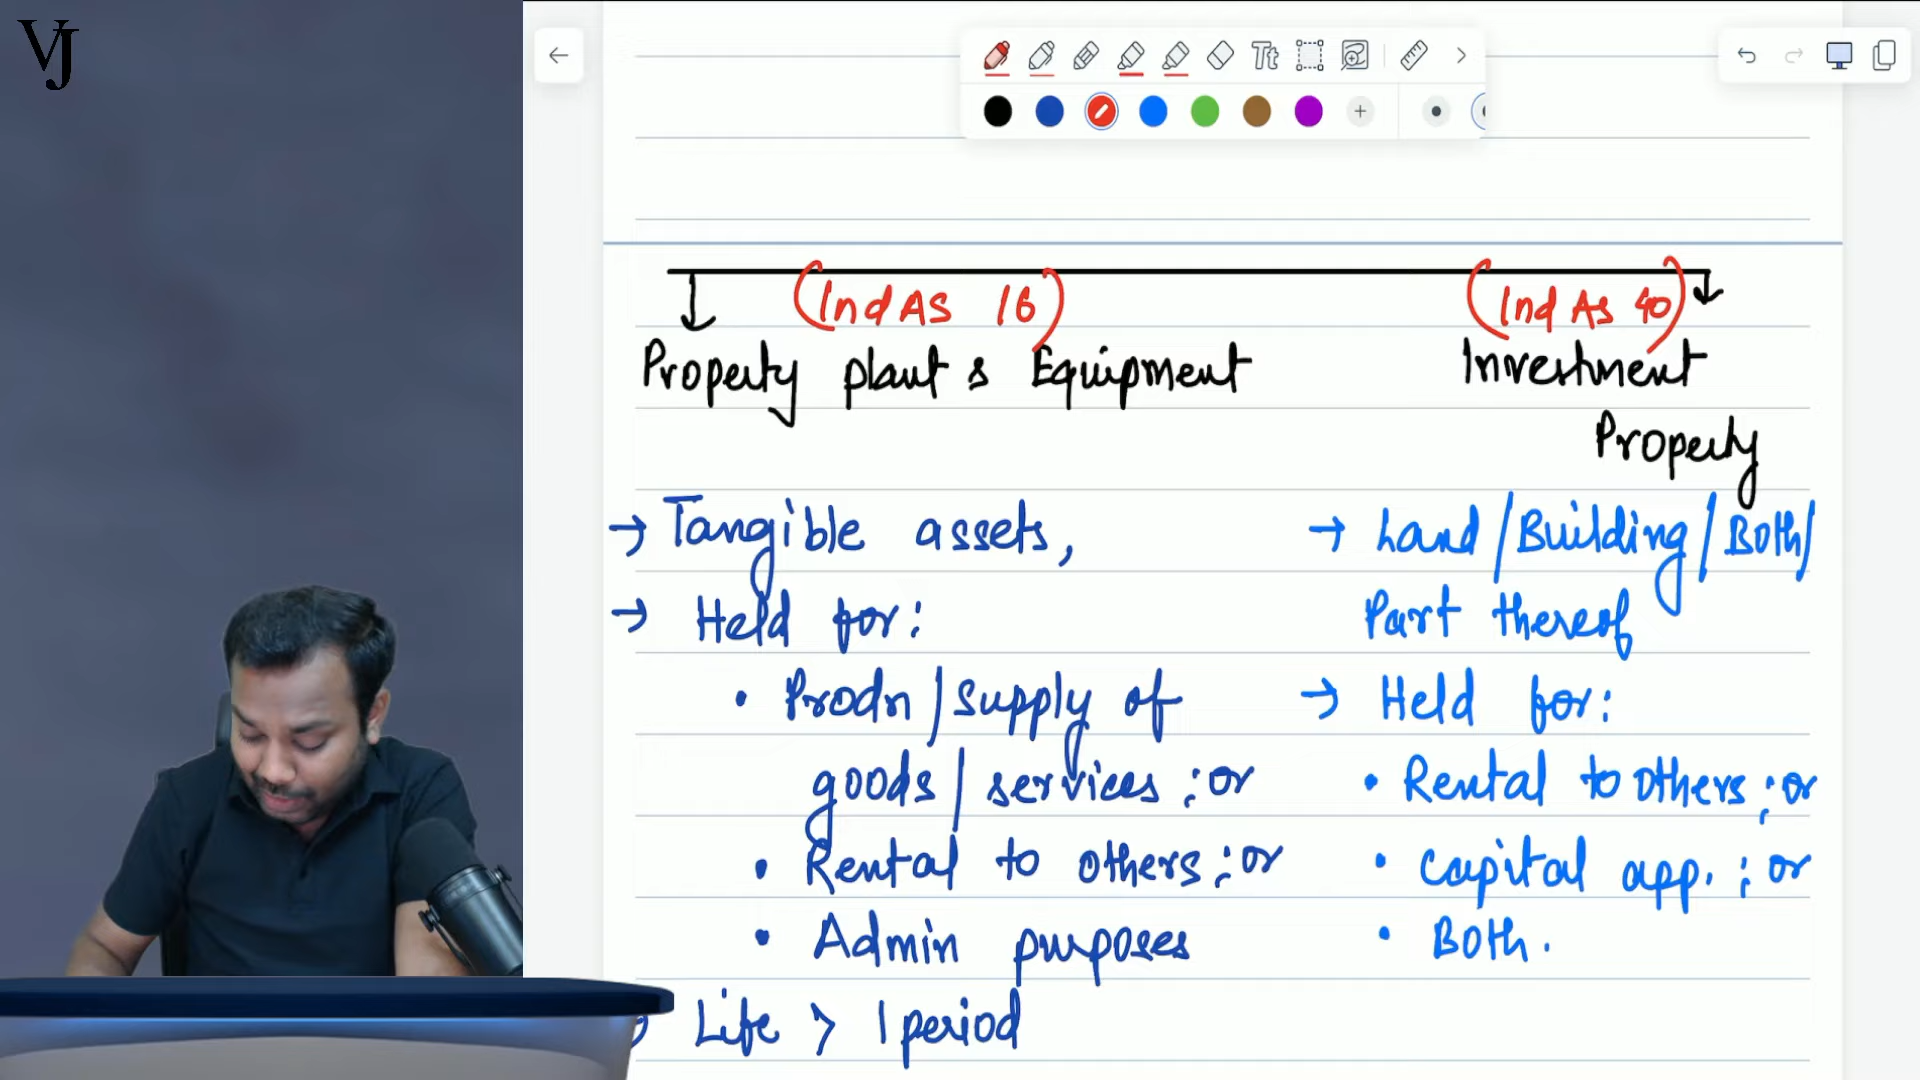 VJ
Tt
(Ind AS 16) (Ind As 40)
Property plant & Equipment Investment
Property
→ Tangible assets, → Land/Building/Both/
→ Held for: Part thereof
• Prodn/supply of → Held for:
goods/services ; or • Rental to others ; or
• Rental to others ; or • Capital app. ; or
• Admin purposes • Both.
Life > 1 period